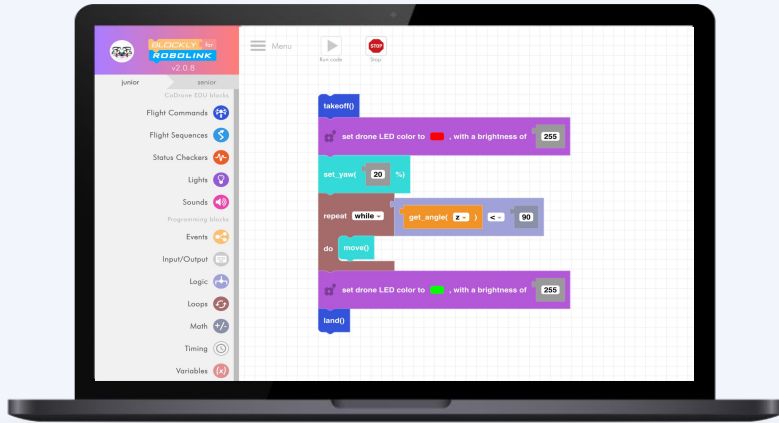 BLOCKLY for
ROBOLINK
v2.0.8
Menu
Run code
STOP
Stop
junior senior
CoDrone EDU blocks
Flight Commands
Flight Sequences
Status Checkers
Lights
Sounds
Programming blocks
Events
Input/Output
Logic
Loops
Math +/-
Timing
Variables (x)
takeoff()
set drone LED color to , with a brightness of 255
set_yaw( 20 %)
repeat while get_angle( z ) < 90
do move()
set drone LED color to , with a brightness of 255
land()